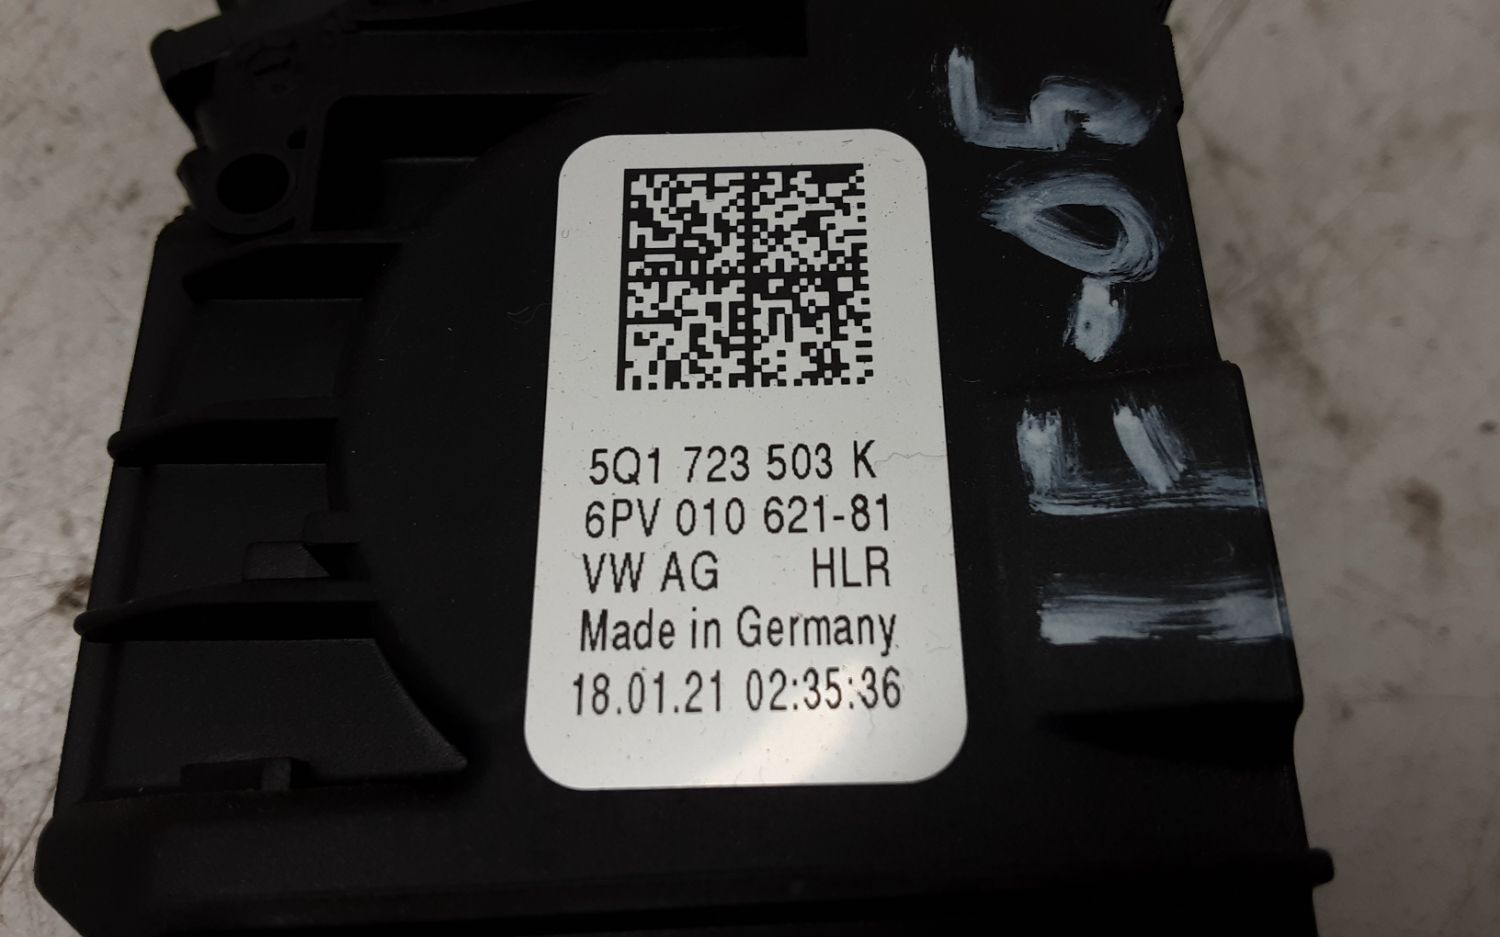 5Q1 723 503 K
6PV 010 621-81
VW AG HLR
Made in Germany
18.01.21 02:35:36